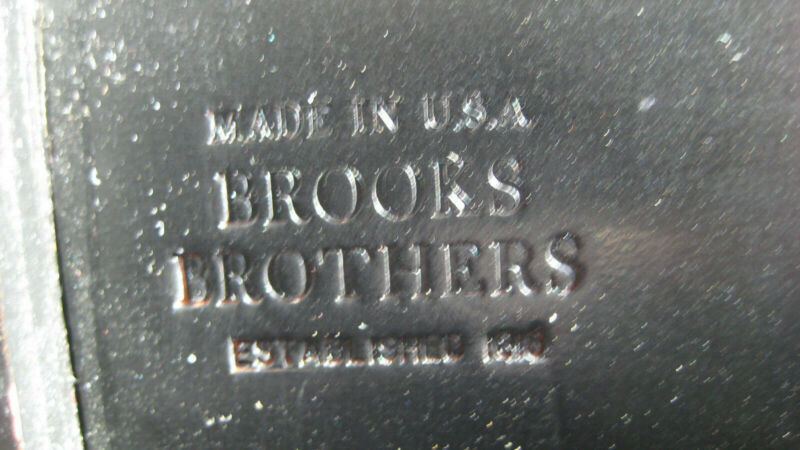 MADE IN U.S.A
BROOKS
BROTHERS
ESTABLISHED 1818